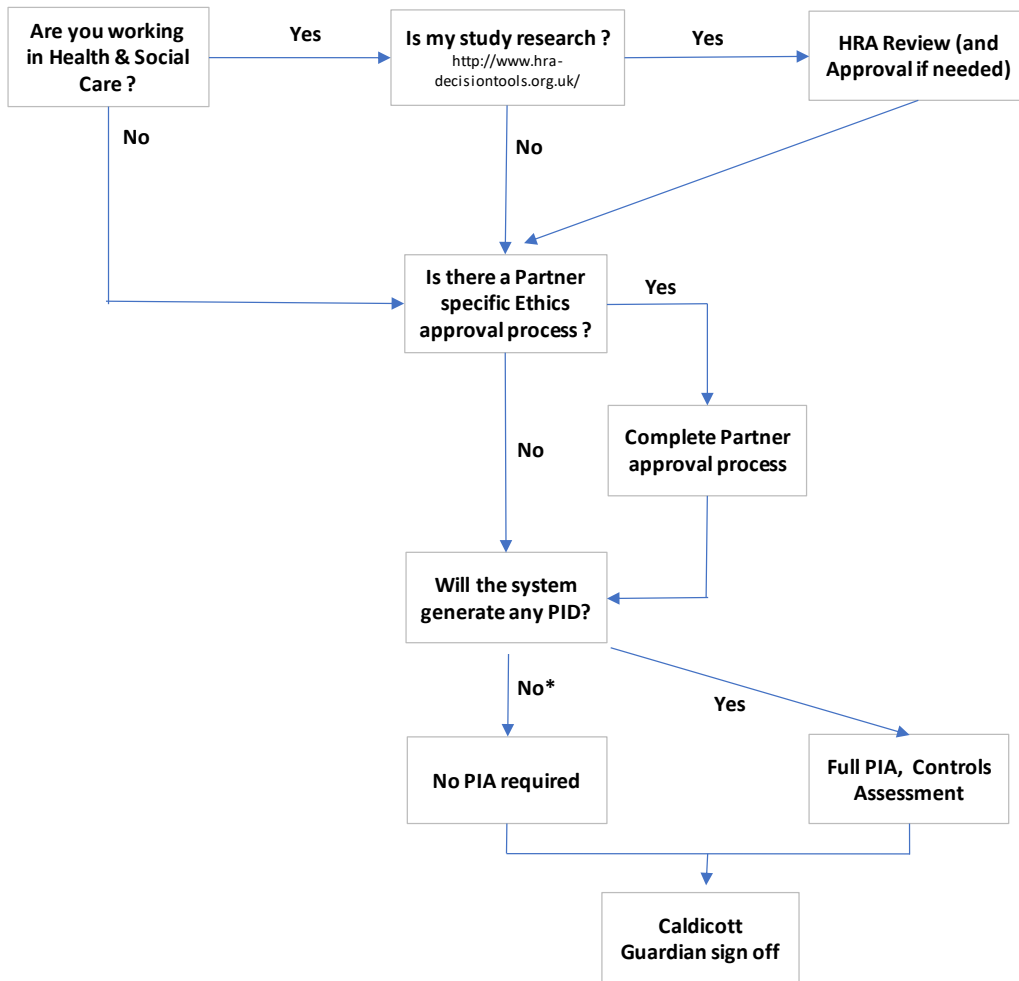 Are you working
in Health & Social
Care ?
Yes
Is my study research ?
http://www.hra-
decisiontools.org.uk/
Yes
HRA Review (and
Approval if needed)
No
No
Is there a Partner
specific Ethics
approval process ?
Yes
Complete Partner
approval process
No
Will the system
generate any PID?
No*
Yes
No PIA required
Full PIA, Controls
Assessment
Caldicott
Guardian sign off